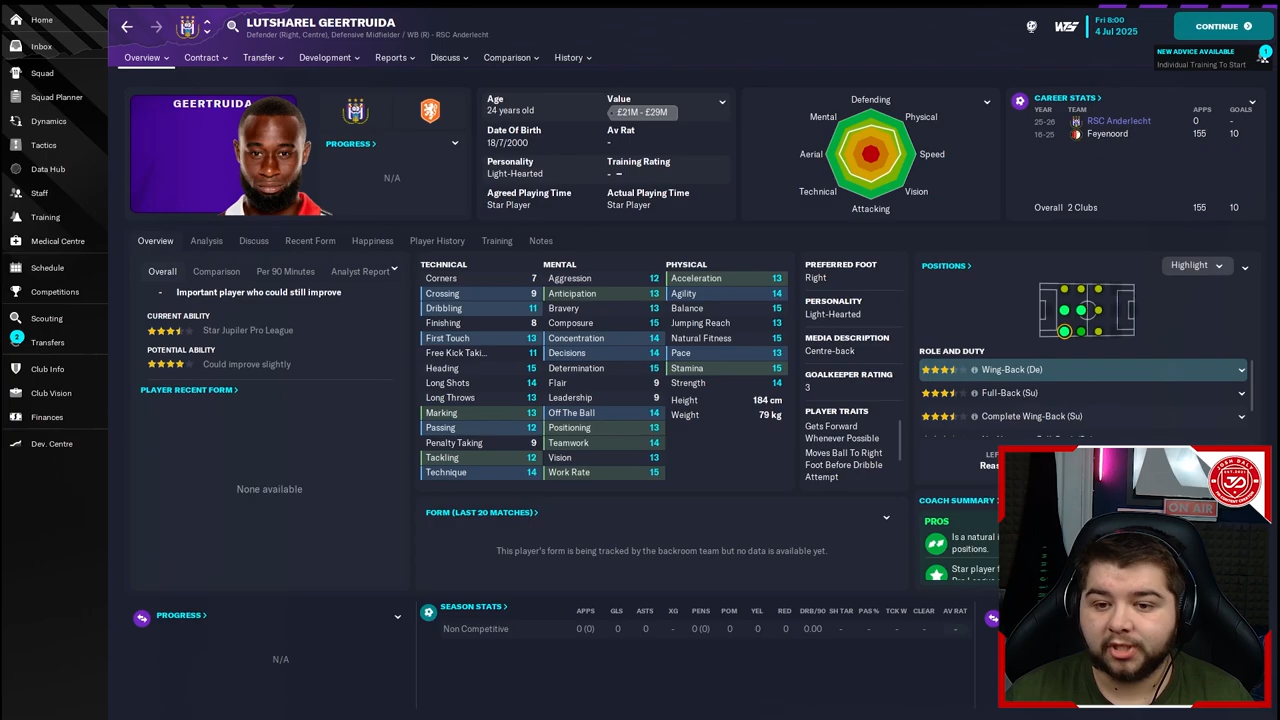 Home
Inbox
Squad
Squad Planner
Dynamics
Tactics
Data Hub
Staff
Training
Medical Centre
Schedule
Competitions
Scouting
2
Transfers
Club Info
Club Vision
Finances
Dev. Centre
LUTSHAREL GEERTRUIDA
Defender (Right, Centre), Defensive Midfielder / WB (R) - RSC Anderlecht
Fri 8:00
4 Jul 2025
CONTINUE
NEW ADVICE AVAILABLE
1
Individual Training To Start
Overview
Contract
Transfer
Development
Reports
Discuss
Comparison
History
GEERTRUIDA
PROGRESS >
N/A
Age
24 years old
Value
£21M - £29M
Date Of Birth
18/7/2000
Av Rat
-
Personality
Light-Hearted
Training Rating
- –
Agreed Playing Time
Star Player
Actual Playing Time
Star Player
Defending
Mental
Physical
Aerial
Speed
Technical
Vision
Attacking
CAREER STATS >
YEAR TEAM APPS GOALS
25-26 RSC Anderlecht 0 -
16-25 Feyenoord 155 10
Overall 2 Clubs 155 10
Overview
Analysis
Discuss
Recent Form
Happiness
Player History
Training
Notes
Overall
Comparison
Per 90 Minutes
Analyst Report
- Important player who could still improve
CURRENT ABILITY
Star Jupiler Pro League
POTENTIAL ABILITY
Could improve slightly
PLAYER RECENT FORM >
None available
TECHNICAL
Corners 7
Crossing 9
Dribbling 11
Finishing 8
First Touch 13
Free Kick Taki... 11
Heading 15
Long Shots 14
Long Throws 13
Marking 13
Passing 12
Penalty Taking 9
Tackling 12
Technique 14
MENTAL
Aggression 12
Anticipation 13
Bravery 13
Composure 15
Concentration 14
Decisions 14
Determination 15
Flair 9
Leadership 9
Off The Ball 14
Positioning 13
Teamwork 14
Vision 13
Work Rate 15
PHYSICAL
Acceleration 13
Agility 14
Balance 15
Jumping Reach 13
Natural Fitness 15
Pace 13
Stamina 15
Strength 14
Height 184 cm
Weight 79 kg
PREFERRED FOOT
Right
PERSONALITY
Light-Hearted
MEDIA DESCRIPTION
Centre-back
GOALKEEPER RATING
3
PLAYER TRAITS
Gets Forward
Whenever Possible
Moves Ball To Right
Foot Before Dribble
Attempt
POSITIONS >
Highlight
ROLE AND DUTY
Wing-Back (De)
Full-Back (Su)
Complete Wing-Back (Su)
COACH SUMMARY
PROS
Is a natural
positions.
Star player f
FORM (LAST 20 MATCHES) >
This player's form is being tracked by the backroom team but no data is available yet.
PROGRESS >
N/A
SEASON STATS >
APPS GLS ASTS XG PENS POM YEL RED DRB/90 SH TAR PAS % TCK W CLEAR AV RAT
Non Competitive 0 (0) 0 0 - 0 (0) 0 0 0 0.00 - - - - -
JOSH DALY
JD
ON AIR